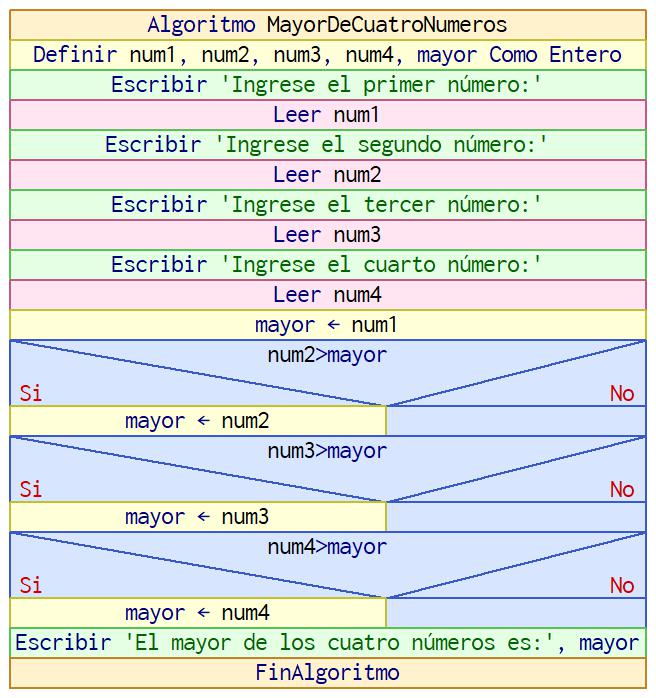 Algoritmo MayorDeCuatroNumeros
Definir num1, num2, num3, num4, mayor Como Entero
Escribir 'Ingrese el primer número:'
Leer num1
Escribir 'Ingrese el segundo número:'
Leer num2
Escribir 'Ingrese el tercer número:'
Leer num3
Escribir 'Ingrese el cuarto número:'
Leer num4
mayor ← num1
num2>mayor
Si No
mayor ← num2
num3>mayor
Si No
mayor ← num3
num4>mayor
Si No
mayor ← num4
Escribir 'El mayor de los cuatro números es:', mayor
FinAlgoritmo